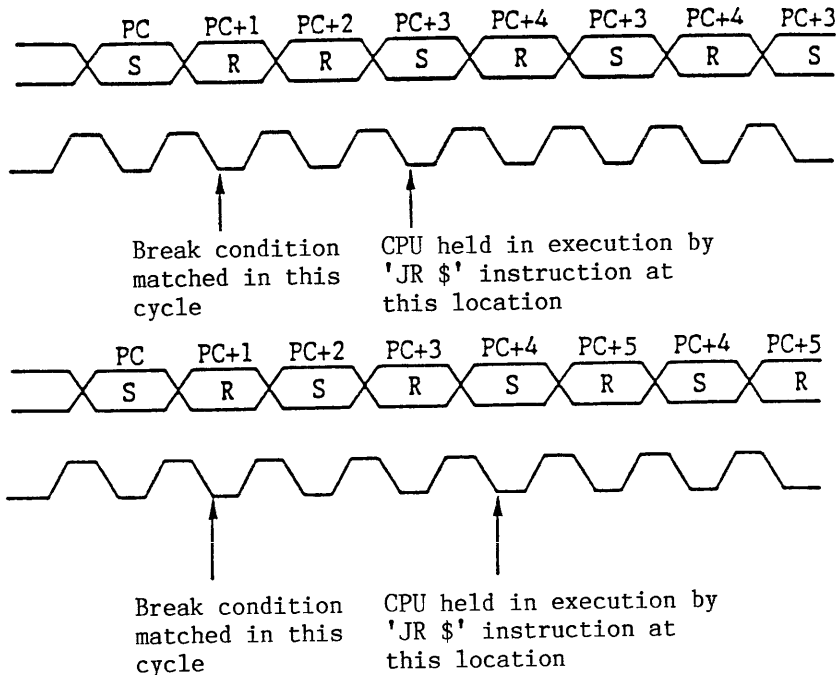 PC PC+1 PC+2 PC+3 PC+4 PC+3 PC+4 PC+3
S R R S R S R S
Break condition
matched in this
cycle
CPU held in execution by
'JR $' instruction at
this location
PC PC+1 PC+2 PC+3 PC+4 PC+5 PC+4 PC+5
S R S R S R S R
Break condition
matched in this
cycle
CPU held in execution by
'JR $' instruction at
this location